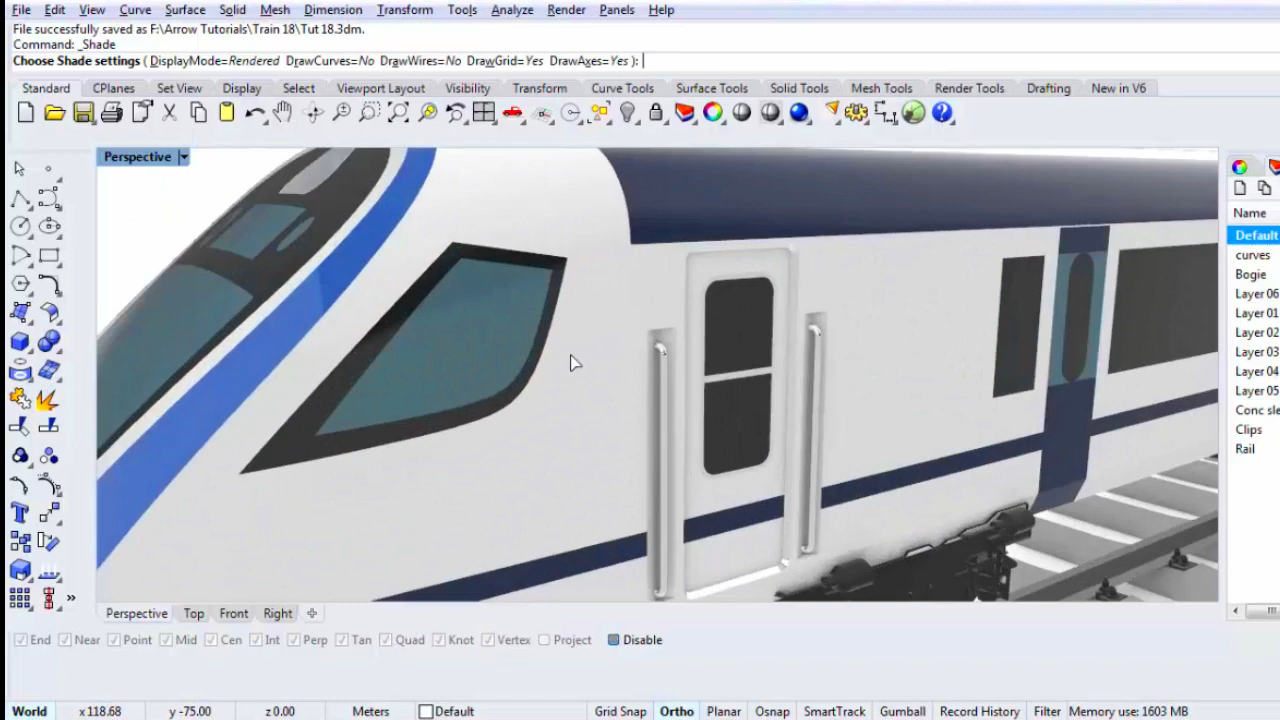 File Edit View Curve Surface Solid Mesh Dimension Transform Tools Analyze Render Panels Help
File successfully saved as F:\Arrow Tutorials\Train 18\Tut 18.3dm.
Command: _Shade
Choose Shade settings ( DisplayMode=Rendered DrawCurves=No DrawWires=No DrawGrid=Yes DrawAxes=Yes ):
Standard CPlanes Set View Display Select Viewport Layout Visibility Transform Curve Tools Surface Tools Solid Tools Mesh Tools Render Tools Drafting New in V6
Perspective
Name
Default
curves
Bogie
Layer 06
Layer 01
Layer 02
Layer 03
Layer 04
Layer 05
Conc sle
Clips
Rail
Perspective Top Front Right
End Near Point Mid Cen Int Perp Tan Quad Knot Vertex Project Disable
World x 118.68 y -75.00 z 0.00 Meters Default Grid Snap Ortho Planar Osnap SmartTrack Gumball Record History Filter Memory use: 1603 MB